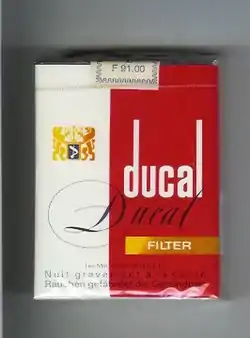 F 91.00
ducal
Ducal
FILTER
Nuit gravement à la santé
Rauchen gefährdet die Gesundheit